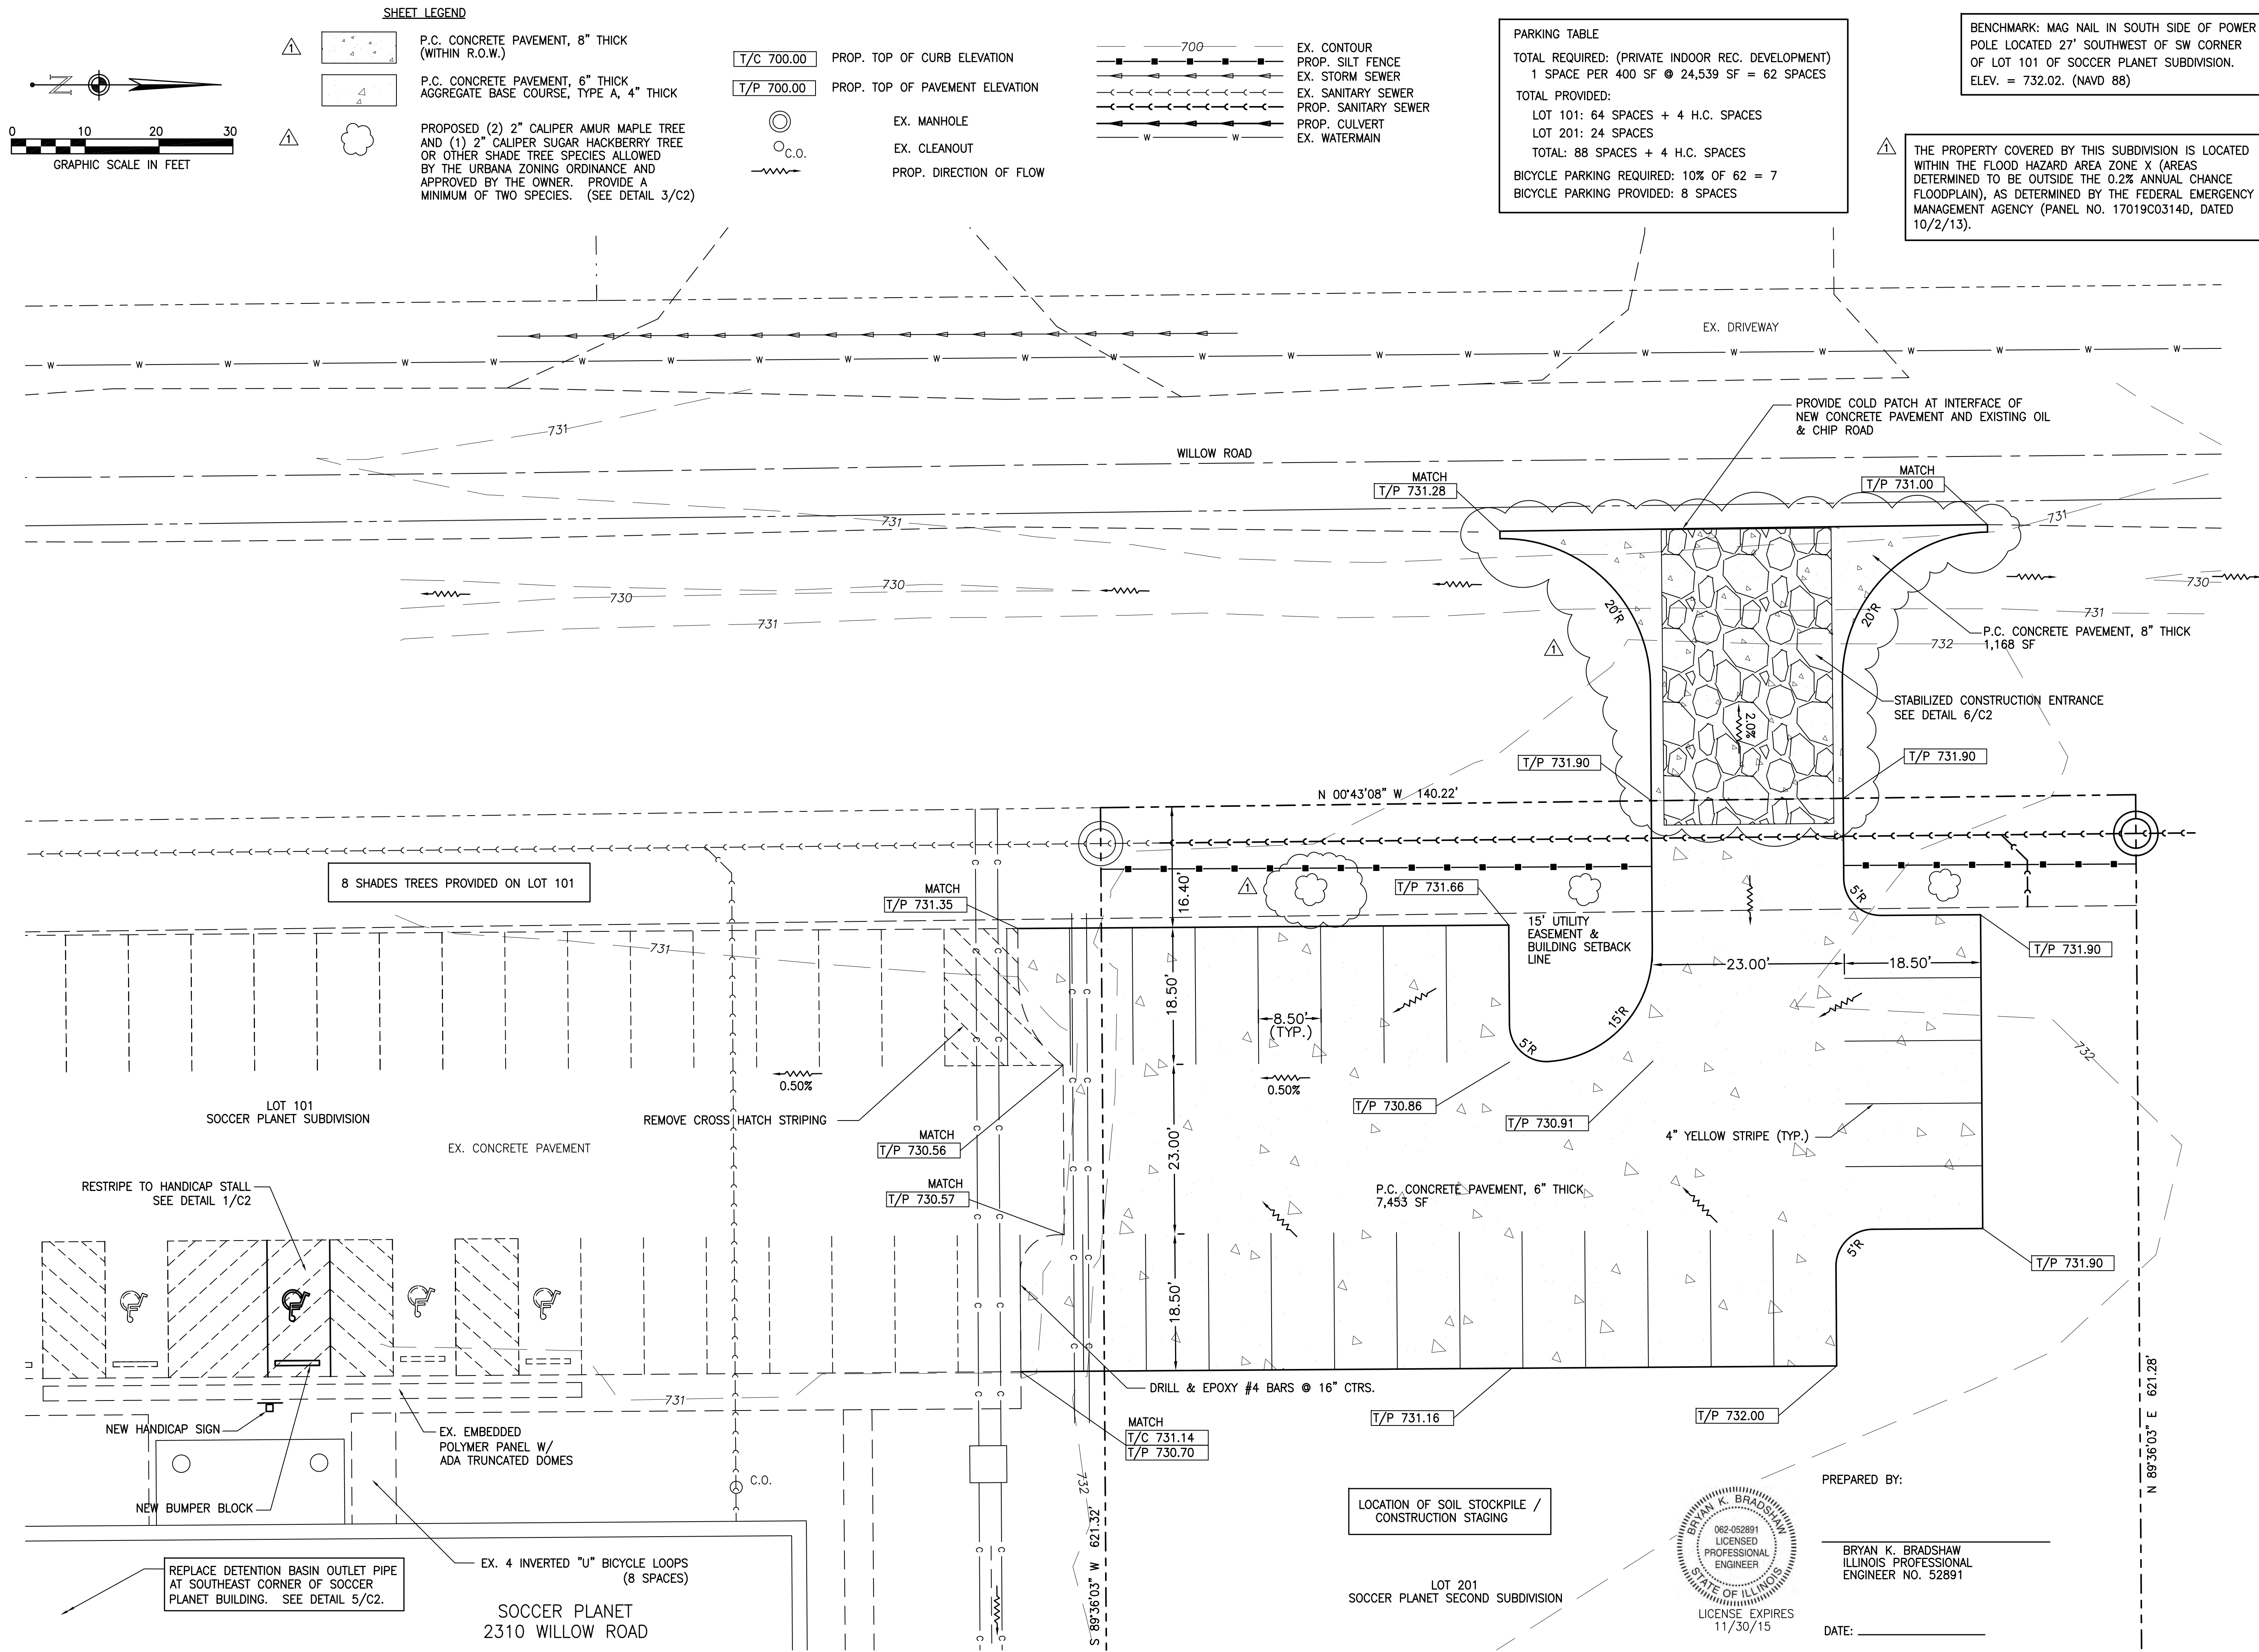 SHEET LEGEND
1
P.C. CONCRETE PAVEMENT, 8" THICK
(WITHIN R.O.W.)
P.C. CONCRETE PAVEMENT, 6" THICK
AGGREGATE BASE COURSE, TYPE A, 4" THICK
1
PROPOSED (2) 2" CALIPER AMUR MAPLE TREE
AND (1) 2" CALIPER SUGAR HACKBERRY TREE
OR OTHER SHADE TREE SPECIES ALLOWED
BY THE URBANA ZONING ORDINANCE AND
APPROVED BY THE OWNER. PROVIDE A
MINIMUM OF TWO SPECIES. (SEE DETAIL 3/C2)
N
0 10 20 30
GRAPHIC SCALE IN FEET
T/C 700.00 PROP. TOP OF CURB ELEVATION
T/P 700.00 PROP. TOP OF PAVEMENT ELEVATION
EX. MANHOLE
C.O. EX. CLEANOUT
PROP. DIRECTION OF FLOW
700 EX. CONTOUR
PROP. SILT FENCE
EX. STORM SEWER
EX. SANITARY SEWER
PROP. SANITARY SEWER
PROP. CULVERT
W W EX. WATERMAIN
PARKING TABLE
TOTAL REQUIRED: (PRIVATE INDOOR REC. DEVELOPMENT)
1 SPACE PER 400 SF @ 24,539 SF = 62 SPACES
TOTAL PROVIDED:
LOT 101: 64 SPACES + 4 H.C. SPACES
LOT 201: 24 SPACES
TOTAL: 88 SPACES + 4 H.C. SPACES
BICYCLE PARKING REQUIRED: 10% OF 62 = 7
BICYCLE PARKING PROVIDED: 8 SPACES
BENCHMARK: MAG NAIL IN SOUTH SIDE OF POWER
POLE LOCATED 27' SOUTHWEST OF SW CORNER
OF LOT 101 OF SOCCER PLANET SUBDIVISION.
ELEV. = 732.02. (NAVD 88)
1
THE PROPERTY COVERED BY THIS SUBDIVISION IS LOCATED
WITHIN THE FLOOD HAZARD AREA ZONE X (AREAS
DETERMINED TO BE OUTSIDE THE 0.2% ANNUAL CHANCE
FLOODPLAIN), AS DETERMINED BY THE FEDERAL EMERGENCY
MANAGEMENT AGENCY (PANEL NO. 17019C0314D, DATED
10/2/13).
EX. DRIVEWAY
W W W W W W W W W W W W W W W W W W W W W W W W W
731
PROVIDE COLD PATCH AT INTERFACE OF
NEW CONCRETE PAVEMENT AND EXISTING OIL
& CHIP ROAD
WILLOW ROAD
MATCH
T/P 731.28
MATCH
T/P 731.00
731
731
730
730
730
731
731
20'R
20'R
1
P.C. CONCRETE PAVEMENT, 8" THICK
1,168 SF
732
STABILIZED CONSTRUCTION ENTRANCE
SEE DETAIL 6/C2
2.0%
T/P 731.90
T/P 731.90
N 00°43'08" W 140.22'
8 SHADES TREES PROVIDED ON LOT 101
MATCH
T/P 731.35
16.40'
1
T/P 731.66
15' UTILITY
EASEMENT &
BUILDING SETBACK
LINE
5'R
T/P 731.90
23.00'
18.50'
731
18.50'
8.50'
(TYP.)
5'R
15'R
732
0.50%
0.50%
LOT 101
SOCCER PLANET SUBDIVISION
REMOVE CROSS HATCH STRIPING
T/P 730.86
T/P 730.91
4" YELLOW STRIPE (TYP.)
EX. CONCRETE PAVEMENT
MATCH
T/P 730.56
23.00'
MATCH
T/P 730.57
RESTRIPE TO HANDICAP STALL
SEE DETAIL 1/C2
P.C. CONCRETE PAVEMENT, 6" THICK
7,453 SF
5'R
T/P 731.90
18.50'
C C C C C C C C C C C C C C
731
DRILL & EPOXY #4 BARS @ 16" CTRS.
T/P 731.16
T/P 732.00
NEW HANDICAP SIGN
EX. EMBEDDED
POLYMER PANEL W/
ADA TRUNCATED DOMES
MATCH
T/C 731.14
T/P 730.70
C.O.
732
NEW BUMPER BLOCK
S 89°36'03" W 621.32'
N 89°36'03" E 621.28'
LOCATION OF SOIL STOCKPILE /
CONSTRUCTION STAGING
PREPARED BY:
BRYAN K. BRADSHAW
062-052891
LICENSED
PROFESSIONAL
ENGINEER
STATE OF ILLINOIS
LICENSE EXPIRES
11/30/15
BRYAN K. BRADSHAW
ILLINOIS PROFESSIONAL
ENGINEER NO. 52891
DATE:
REPLACE DETENTION BASIN OUTLET PIPE
AT SOUTHEAST CORNER OF SOCCER
PLANET BUILDING. SEE DETAIL 5/C2.
EX. 4 INVERTED "U" BICYCLE LOOPS
(8 SPACES)
SOCCER PLANET
2310 WILLOW ROAD
LOT 201
SOCCER PLANET SECOND SUBDIVISION